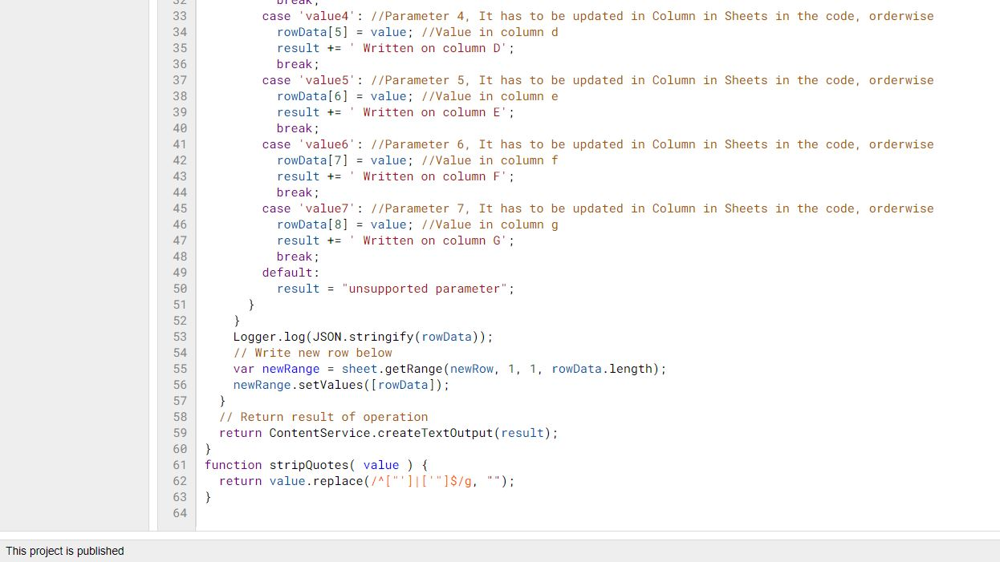 32 break;
33 case 'value4': //Parameter 4, It has to be updated in Column in Sheets in the code, orderwise
34 rowData[5] = value; //Value in column d
35 result += ' Written on column D';
36 break;
37 case 'value5': //Parameter 5, It has to be updated in Column in Sheets in the code, orderwise
38 rowData[6] = value; //Value in column e
39 result += ' Written on column E';
40 break;
41 case 'value6': //Parameter 6, It has to be updated in Column in Sheets in the code, orderwise
42 rowData[7] = value; //Value in column f
43 result += ' Written on column F';
44 break;
45 case 'value7': //Parameter 7, It has to be updated in Column in Sheets in the code, orderwise
46 rowData[8] = value; //Value in column g
47 result += ' Written on column G';
48 break;
49 default:
50 result = "unsupported parameter";
51 }
52 }
53 Logger.log(JSON.stringify(rowData));
54 // Write new row below
55 var newRange = sheet.getRange(newRow, 1, 1, rowData.length);
56 newRange.setValues([rowData]);
57 }
58 // Return result of operation
59 return ContentService.createTextOutput(result);
60 }
61 function stripQuotes( value ) {
62 return value.replace(/^["']|['"]$/g, "");
63 }
64
This project is published